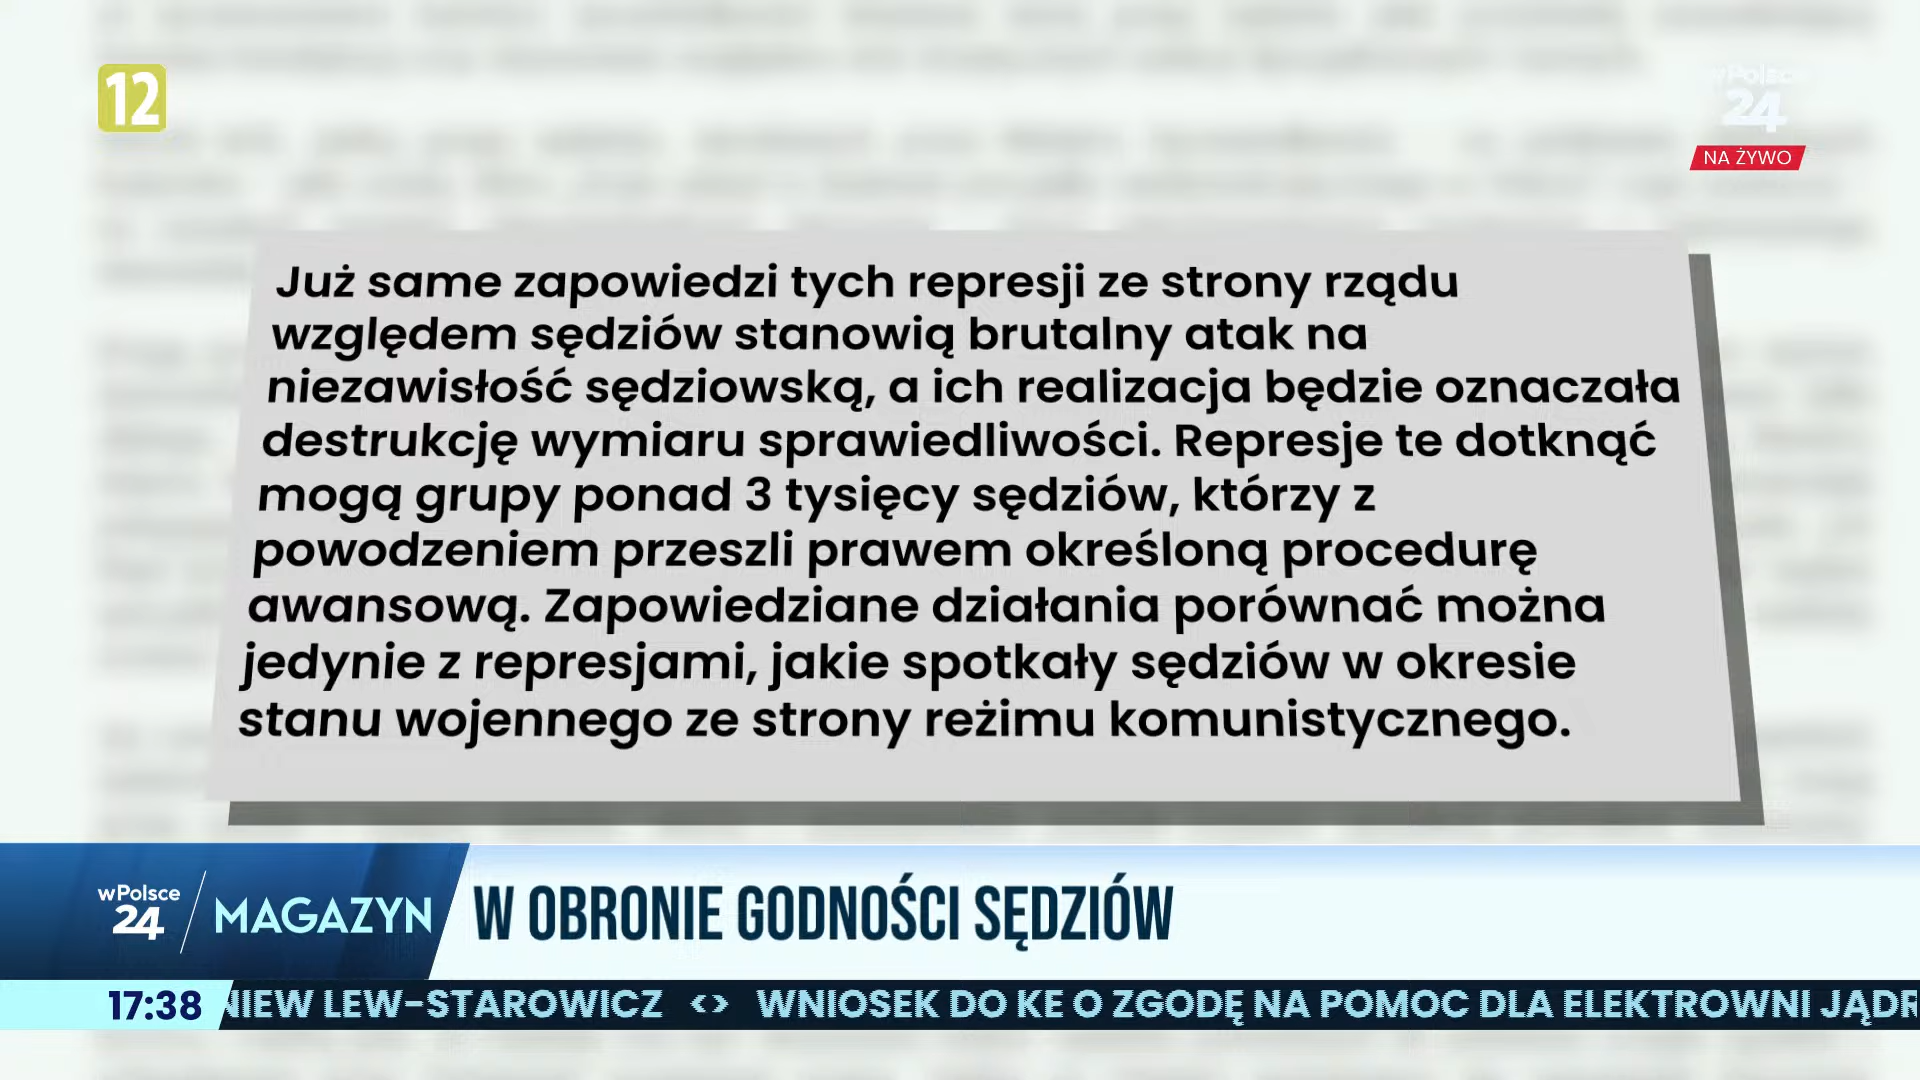 12
wPolsce
24
NA ŻYWO
Już same zapowiedzi tych represji ze strony rządu
względem sędziów stanowią brutalny atak na
niezawisłość sędziowską, a ich realizacja będzie oznaczała
destrukcję wymiaru sprawiedliwości. Represje te dotknąć
mogą grupy ponad 3 tysięcy sędziów, którzy z
powodzeniem przeszli prawem określoną procedurę
awansową. Zapowiedziane działania porównać można
jedynie z represjami, jakie spotkały sędziów w okresie
stanu wojennego ze strony reżimu komunistycznego.
wPolsce
24
MAGAZYN
W OBRONIE GODNOŚCI SĘDZIÓW
17:38
NIEW LEW-STAROWICZ <> WNIOSEK DO KE O ZGODĘ NA POMOC DLA ELEKTROWNI JĄDR